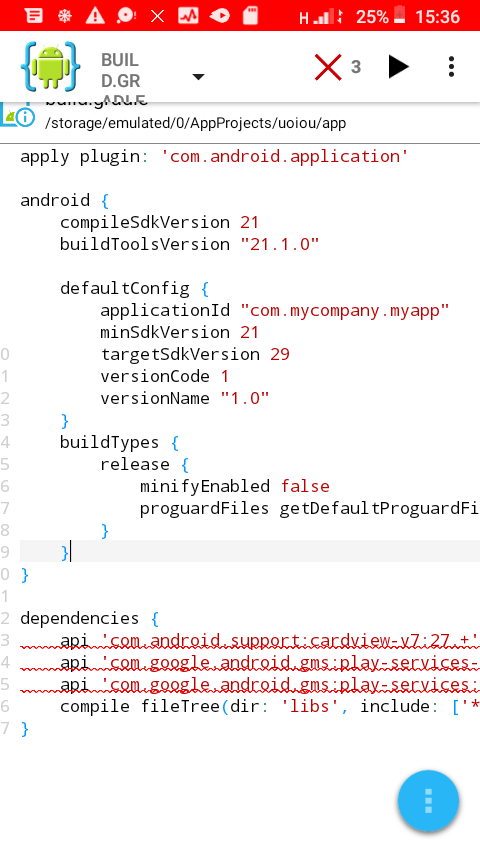 H 25% 15:36
BUIL
D.GR
ADLE
3
build.gradle
/storage/emulated/0/AppProjects/uoiou/app
apply plugin: 'com.android.application'
android {
compileSdkVersion 21
buildToolsVersion "21.1.0"
defaultConfig {
applicationId "com.mycompany.myapp"
minSdkVersion 21
0 targetSdkVersion 29
1 versionCode 1
2 versionName "1.0"
3 }
4 buildTypes {
5 release {
6 minifyEnabled false
7 proguardFiles getDefaultProguardFi
8 }
9 }
0 }
1
2 dependencies {
3 api 'com.android.support:cardview-v7:27.+'
4 api 'com.google.android.gms:play-services-
5 api 'com.google.android.gms:play-services:
6 compile fileTree(dir: 'libs', include: ['*
7 }